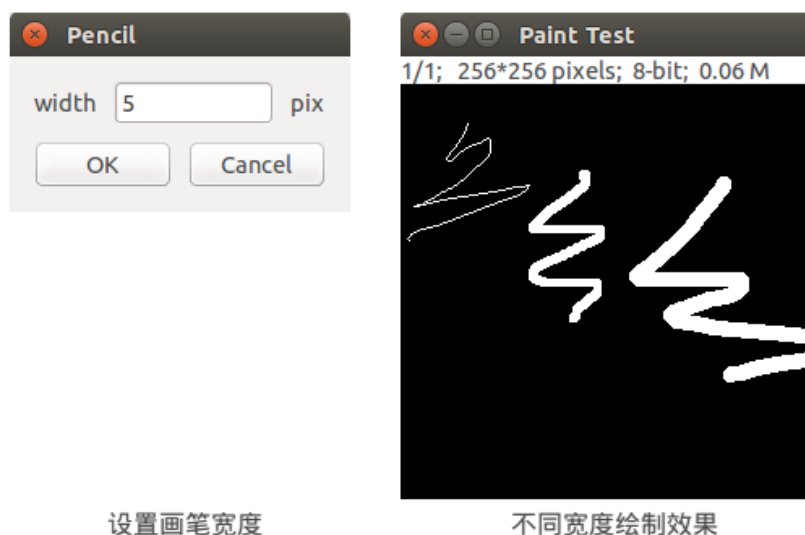 Pencil
width 5 pix
OK Cancel
Paint Test
1/1; 256*256 pixels; 8-bit; 0.06 M
设置画笔宽度
不同宽度绘制效果